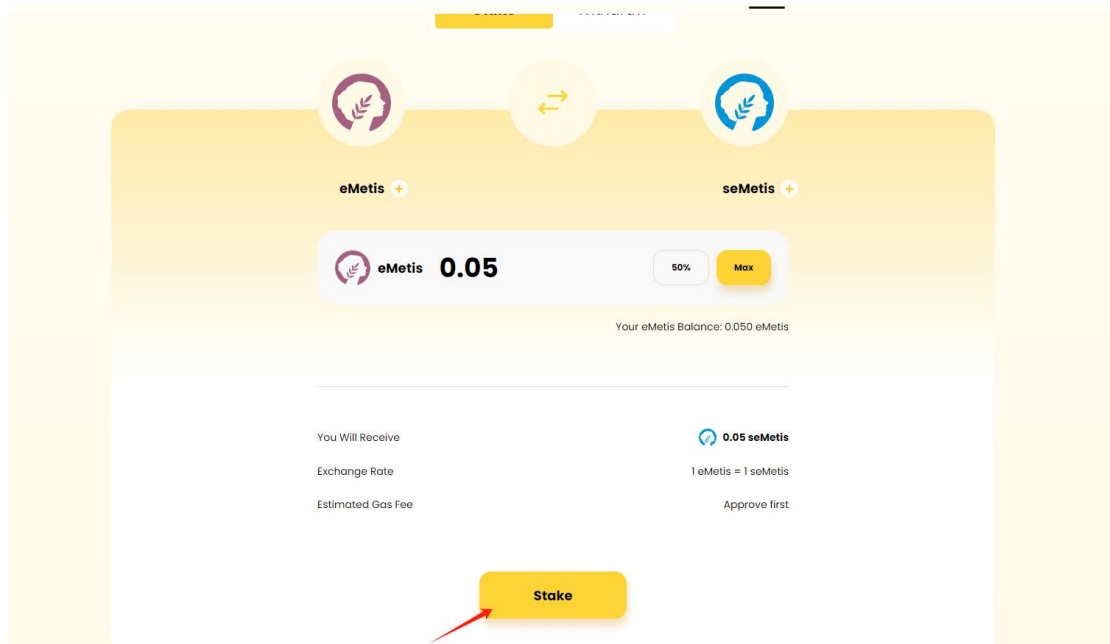 eMetis +
seMetis +
eMetis 0.05 50% Max
Your eMetis Balance: 0.050 eMetis
You Will Receive 0.05 seMetis
Exchange Rate 1 eMetis = 1 seMetis
Estimated Gas Fee Approve first
Stake